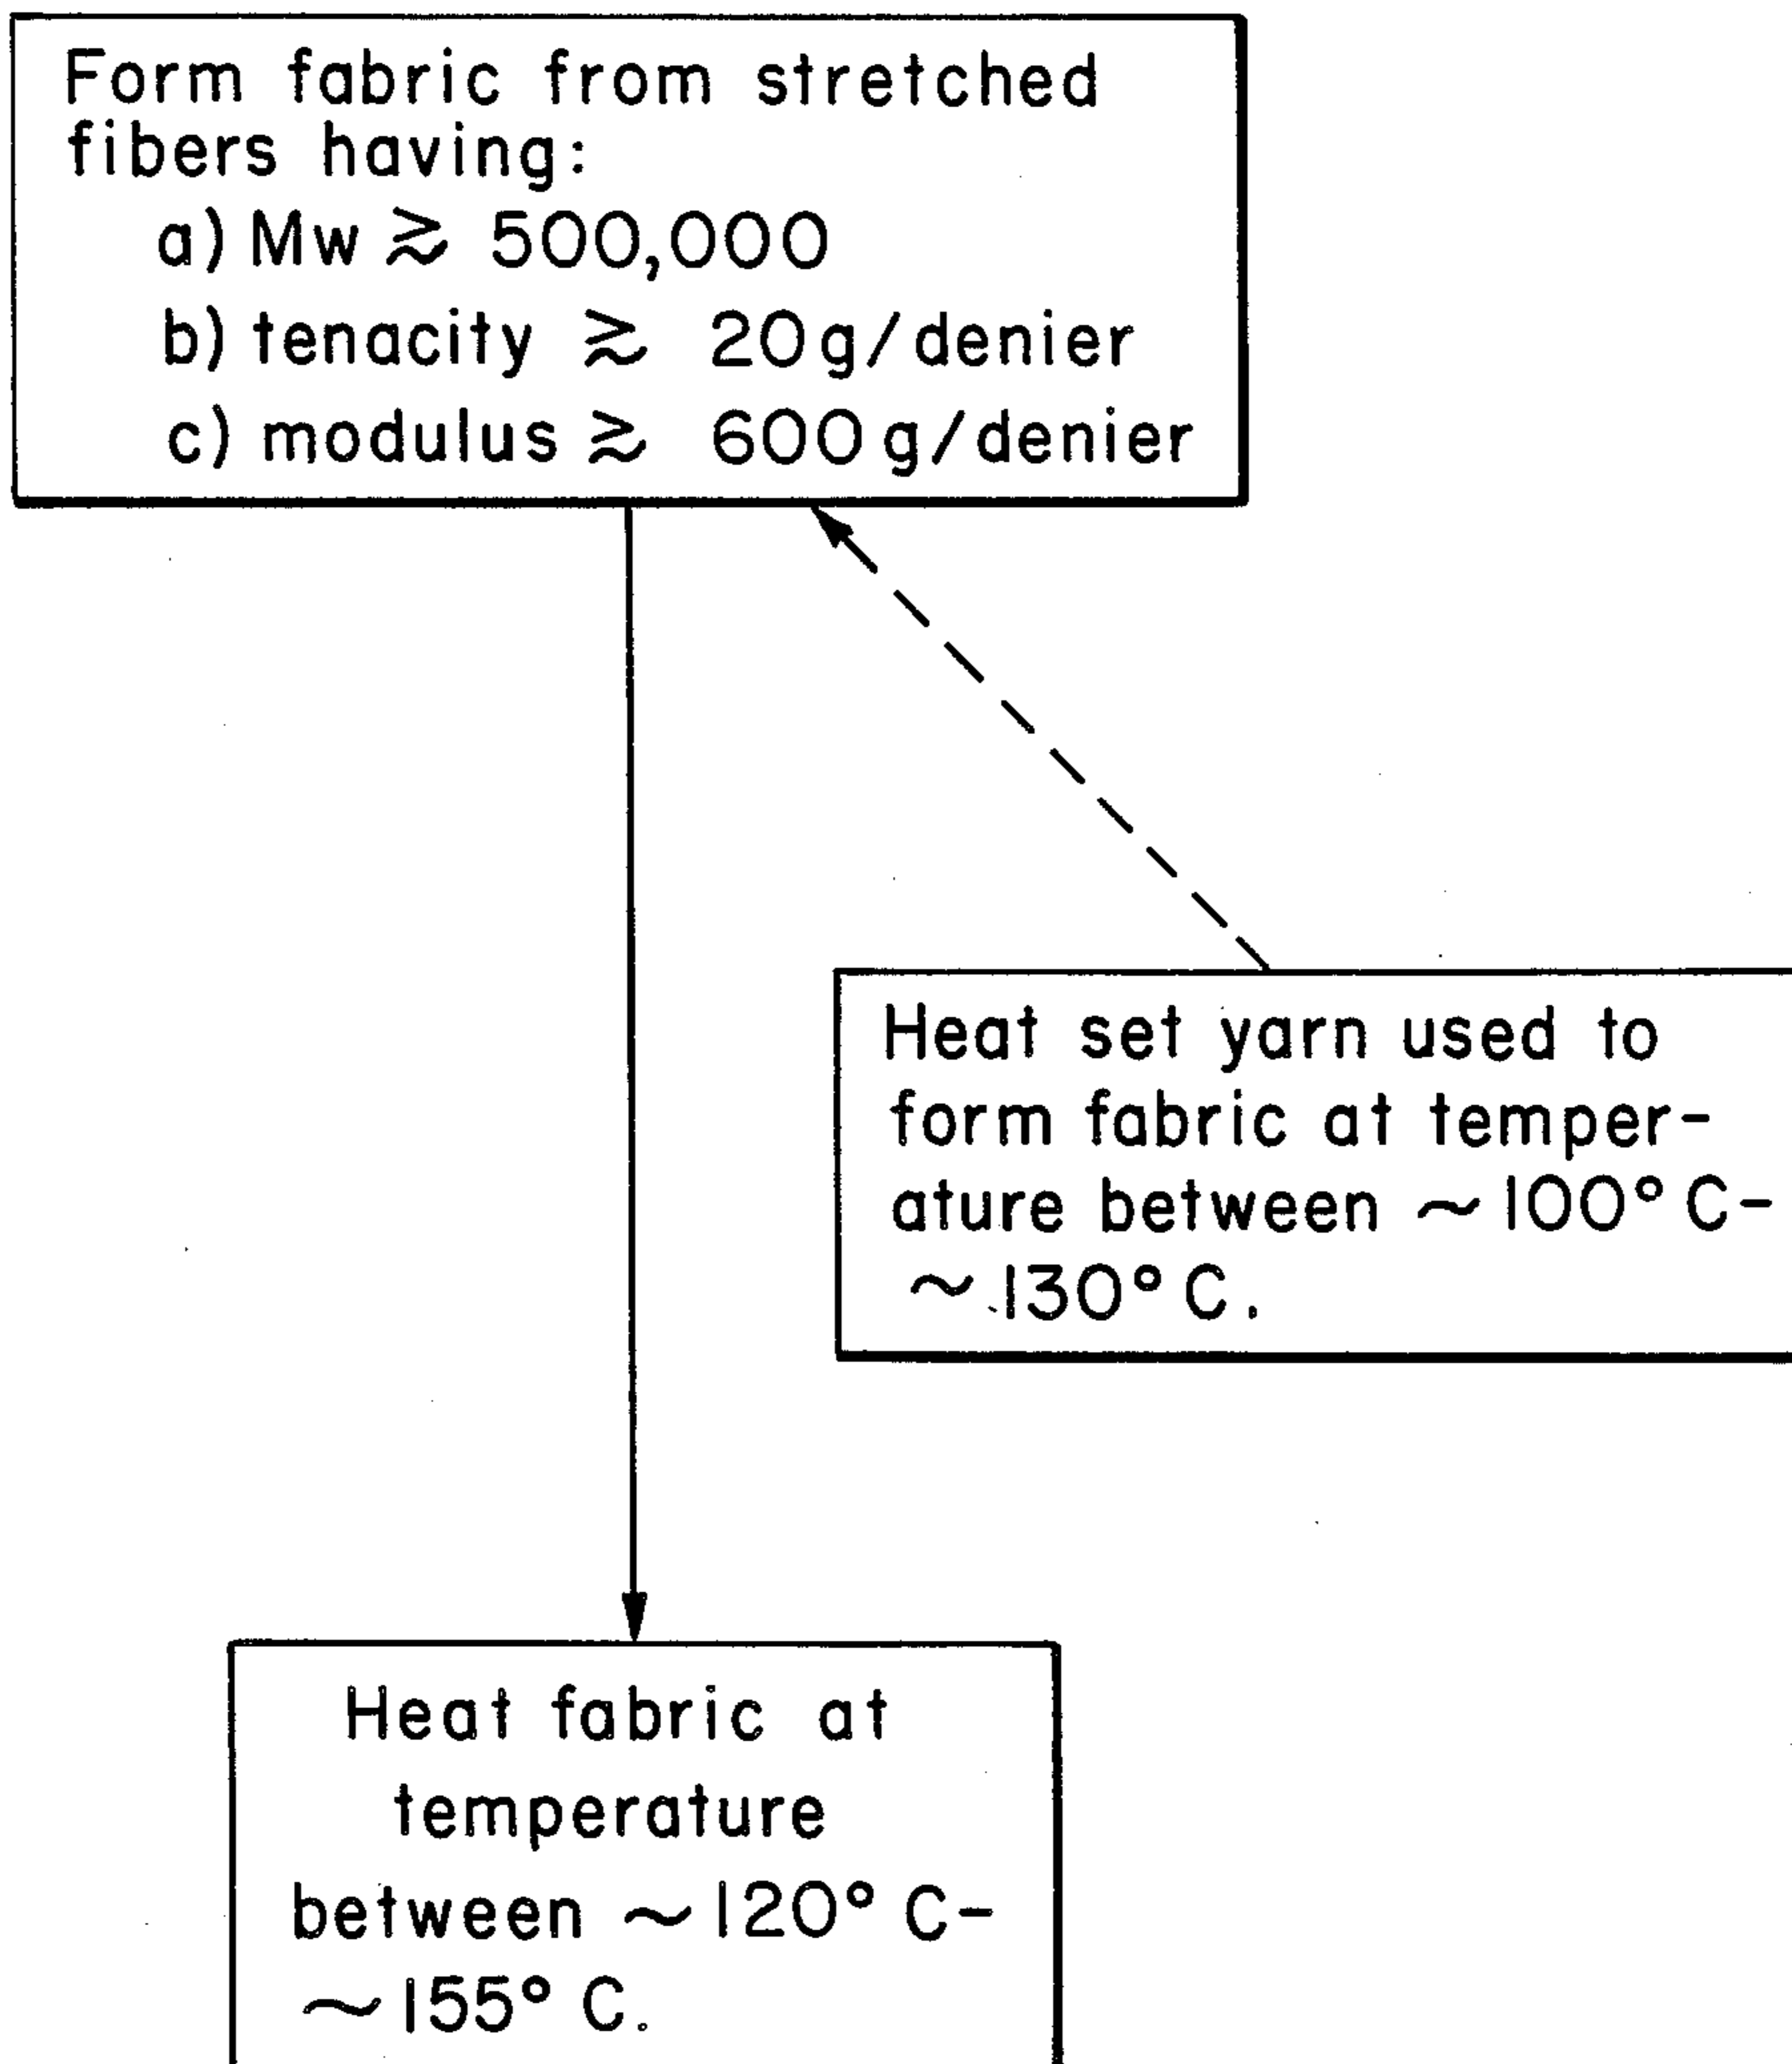 Form fabric from stretched
fibers having:
a) Mw ⪞ 500,000
b) tenacity ⪞ 20 g/denier
c) modulus ⪞ 600 g/denier
Heat set yarn used to
form fabric at temper-
ature between ~100° C-
~130° C.
Heat fabric at
temperature
between ~120° C-
~155° C.